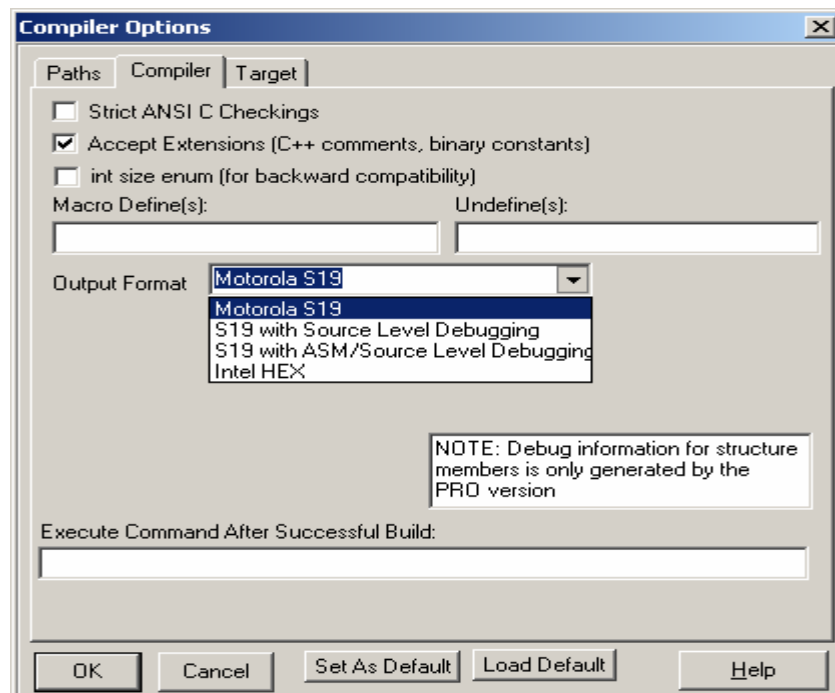 Compiler Options
Paths Compiler Target
Strict ANSI C Checkings
Accept Extensions (C++ comments, binary constants)
int size enum (for backward compatibility)
Macro Define(s): Undefine(s):
Output Format Motorola S19
Motorola S19
S19 with Source Level Debugging
S19 with ASM/Source Level Debugging
Intel HEX
NOTE: Debug information for structure
members is only generated by the
PRO version
Execute Command After Successful Build:
OK Cancel Set As Default Load Default Help